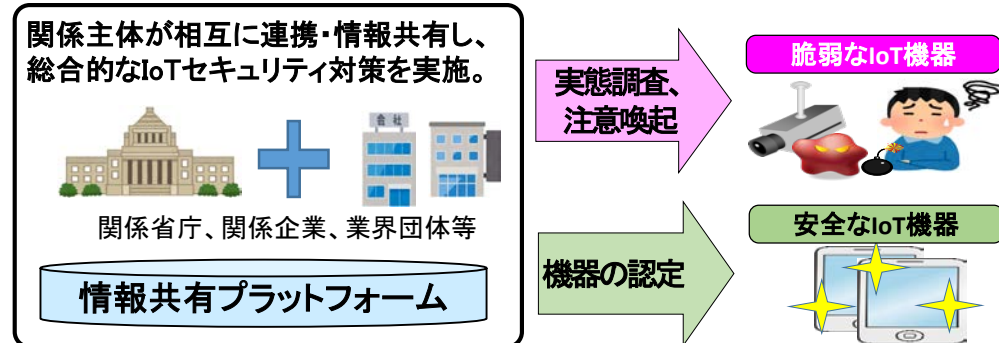 関係主体が相互に連携・情報共有し、
総合的なIoTセキュリティ対策を実施。
会社
関係省庁、関係企業、業界団体等
情報共有プラットフォーム
実態調査、
注意喚起
脆弱なIoT機器
機器の認定
安全なIoT機器